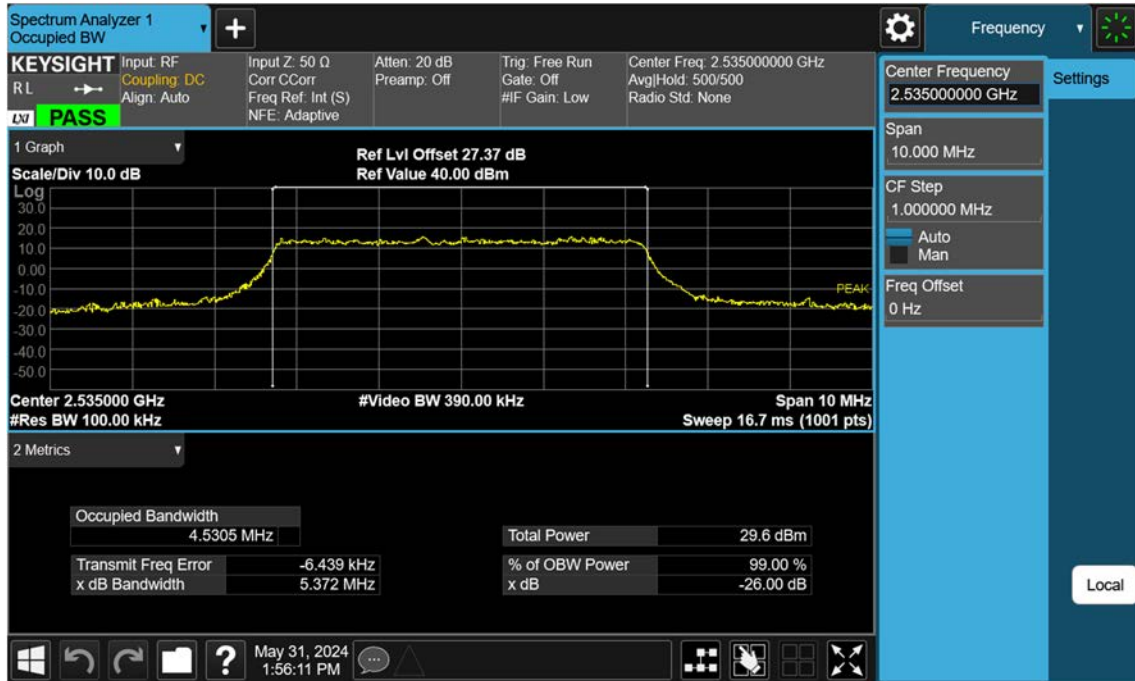 Spectrum Analyzer 1
Occupied BW
▼
+
Frequency ▼
KEYSIGHT
R L
LXI PASS
Input: RF
Coupling: DC
Align: Auto
Input Z: 50 Ω
Corr CCorr
Freq Ref: Int (S)
NFE: Adaptive
Atten: 20 dB
Preamp: Off
Trig: Free Run
Gate: Off
#IF Gain: Low
Center Freq: 2.535000000 GHz
Avg|Hold: 500/500
Radio Std: None
Center Frequency
2.535000000 GHz
Settings
Span
10.000 MHz
CF Step
1.000000 MHz
Auto
Man
Freq Offset
0 Hz
Local
1 Graph ▼
Ref Lvl Offset 27.37 dB
Scale/Div 10.0 dB
Ref Value 40.00 dBm
Log
30.0
20.0
10.0
0.00
-10.0
PEAK
-20.0
-30.0
-40.0
-50.0
Center 2.535000 GHz
#Video BW 390.00 kHz
Span 10 MHz
#Res BW 100.00 kHz
Sweep 16.7 ms (1001 pts)
2 Metrics ▼
Occupied Bandwidth
4.5305 MHz
Total Power 29.6 dBm
Transmit Freq Error -6.439 kHz
% of OBW Power 99.00 %
x dB Bandwidth 5.372 MHz
x dB -26.00 dB
?
May 31, 2024
1:56:11 PM